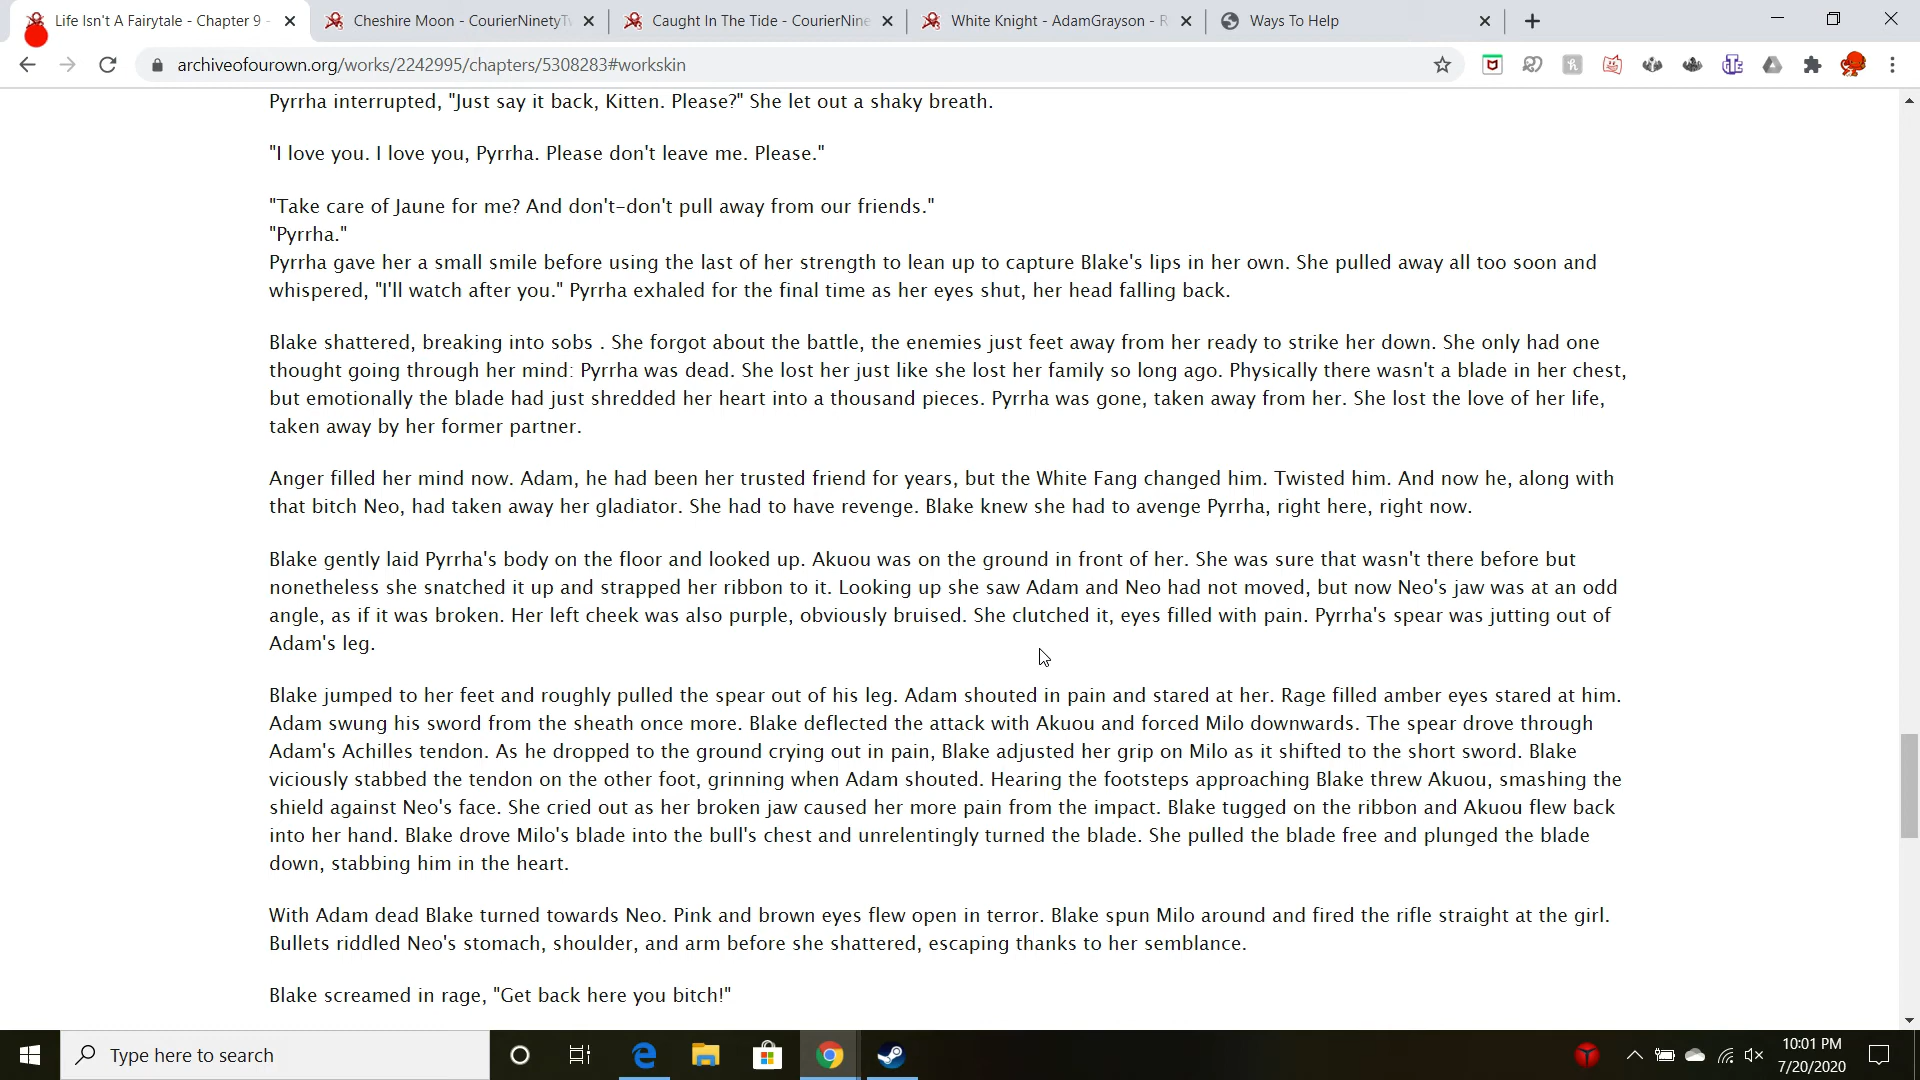 Life Isn't A Fairytale - Chapter 9 -
Cheshire Moon - CourierNinetyTw
Caught In The Tide - CourierNine
White Knight - AdamGrayson - R
Ways To Help
archiveofourown.org/works/2242995/chapters/5308283#workskin
Pyrrha interrupted, "Just say it back, Kitten. Please?" She let out a shaky breath.
"I love you. I love you, Pyrrha. Please don't leave me. Please."
"Take care of Jaune for me? And don't-don't pull away from our friends."
"Pyrrha."
Pyrrha gave her a small smile before using the last of her strength to lean up to capture Blake's lips in her own. She pulled away all too soon and
whispered, "I'll watch after you." Pyrrha exhaled for the final time as her eyes shut, her head falling back.
Blake shattered, breaking into sobs . She forgot about the battle, the enemies just feet away from her ready to strike her down. She only had one
thought going through her mind: Pyrrha was dead. She lost her just like she lost her family so long ago. Physically there wasn't a blade in her chest,
but emotionally the blade had just shredded her heart into a thousand pieces. Pyrrha was gone, taken away from her. She lost the love of her life,
taken away by her former partner.
Anger filled her mind now. Adam, he had been her trusted friend for years, but the White Fang changed him. Twisted him. And now he, along with
that bitch Neo, had taken away her gladiator. She had to have revenge. Blake knew she had to avenge Pyrrha, right here, right now.
Blake gently laid Pyrrha's body on the floor and looked up. Akuou was on the ground in front of her. She was sure that wasn't there before but
nonetheless she snatched it up and strapped her ribbon to it. Looking up she saw Adam and Neo had not moved, but now Neo's jaw was at an odd
angle, as if it was broken. Her left cheek was also purple, obviously bruised. She clutched it, eyes filled with pain. Pyrrha's spear was jutting out of
Adam's leg.
Blake jumped to her feet and roughly pulled the spear out of his leg. Adam shouted in pain and stared at her. Rage filled amber eyes stared at him.
Adam swung his sword from the sheath once more. Blake deflected the attack with Akuou and forced Milo downwards. The spear drove through
Adam's Achilles tendon. As he dropped to the ground crying out in pain, Blake adjusted her grip on Milo as it shifted to the short sword. Blake
viciously stabbed the tendon on the other foot, grinning when Adam shouted. Hearing the footsteps approaching Blake threw Akuou, smashing the
shield against Neo's face. She cried out as her broken jaw caused her more pain from the impact. Blake tugged on the ribbon and Akuou flew back
into her hand. Blake drove Milo's blade into the bull's chest and unrelentingly turned the blade. She pulled the blade free and plunged the blade
down, stabbing him in the heart.
With Adam dead Blake turned towards Neo. Pink and brown eyes flew open in terror. Blake spun Milo around and fired the rifle straight at the girl.
Bullets riddled Neo's stomach, shoulder, and arm before she shattered, escaping thanks to her semblance.
Blake screamed in rage, "Get back here you bitch!"
Type here to search
10:01 PM
7/20/2020